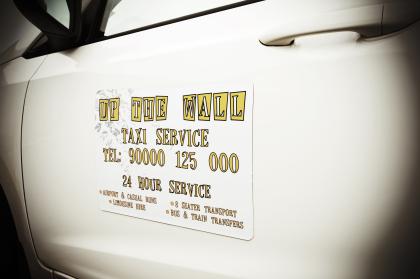 UP THE WALL
TAXI SERVICE
TEL: 90000 125 000
24 HOUR SERVICE
• AIRPORT & CASUAL RUNS • 8 SEATER TRANSPORT
• LIMOUSINE HIRE • BUS & TRAIN TRANSFERS